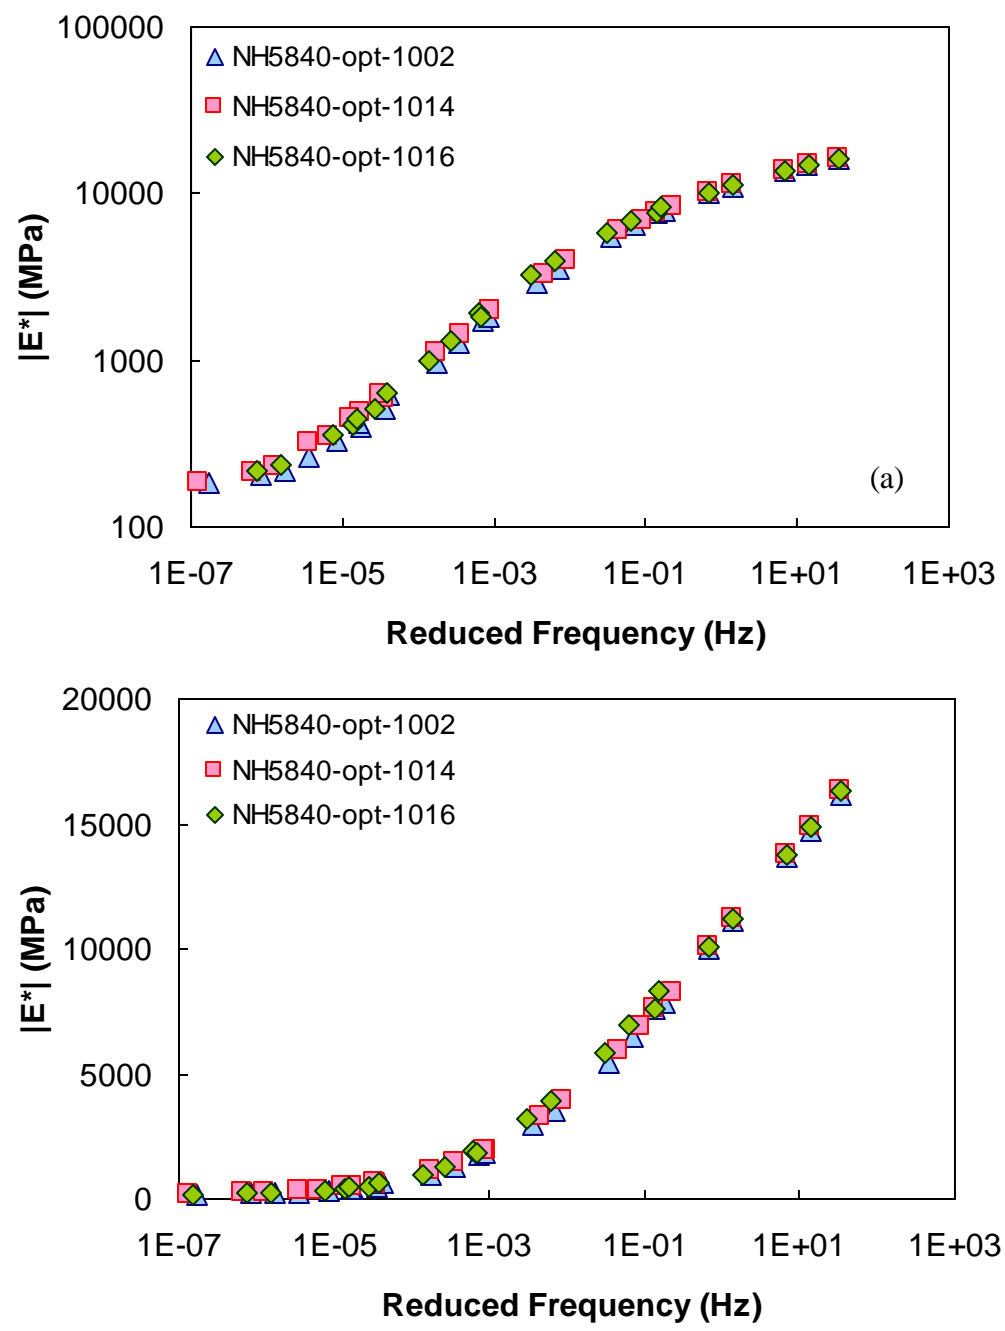 100000
NH5840-opt-1002
NH5840-opt-1014
NH5840-opt-1016
10000
|E*| (MPa)
1000
(a)
100
1E-07 1E-05 1E-03 1E-01 1E+01 1E+03
Reduced Frequency (Hz)
20000
NH5840-opt-1002
NH5840-opt-1014
NH5840-opt-1016
15000
|E*| (MPa)
10000
5000
0
1E-07 1E-05 1E-03 1E-01 1E+01 1E+03
Reduced Frequency (Hz)